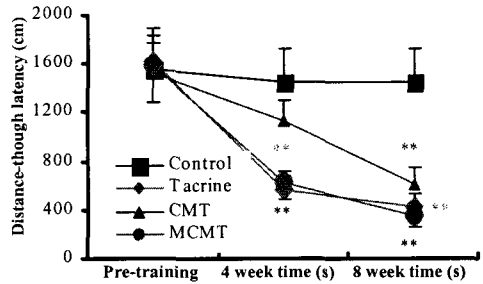 Distance-though latency (cm)
2000
1600
1200
800
400
0
**
**
Control
Tacrine
CMT
MCMT
**
**
**
Pre-training
4 week time (s)
8 week time (s)